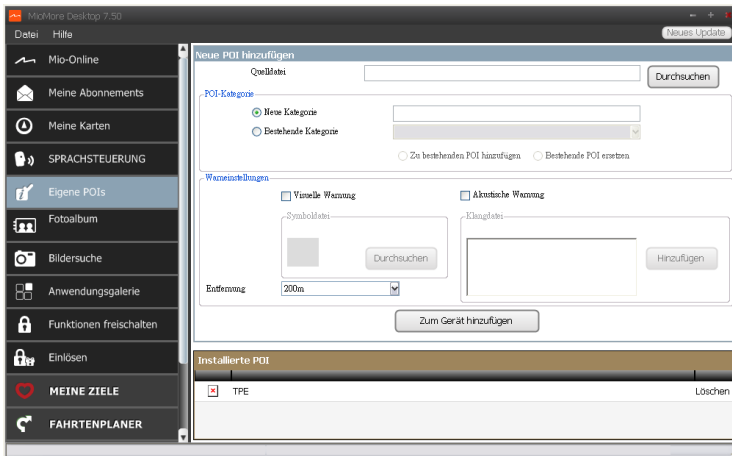 MioMore Desktop 7.50
Datei Hilfe
Neues Update
Mio-Online
Meine Abonnements
Meine Karten
SPRACHSTEUERUNG
Eigene POIs
Fotoalbum
Bildersuche
Anwendungsgalerie
Funktionen freischalten
Einlösen
MEINE ZIELE
FAHRTENPLANER
Neue POI hinzufügen
Quelldatei
Durchsuchen
POI-Kategorie
Neue Kategorie
Bestehende Kategorie
Zu bestehenden POI hinzufügen Bestehende POI ersetzen
Warneinstellungen
Visuelle Warnung Akustische Warnung
Symboldatei Klangdatei
Durchsuchen Hinzufügen
Entfernung 200m
Zum Gerät hinzufügen
Installierte POI
TPE Löschen